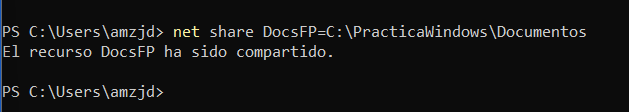 PS C:\Users\amzjd> net share DocsFP=C:\PracticaWindows\Documentos
El recurso DocsFP ha sido compartido.
PS C:\Users\amzjd>